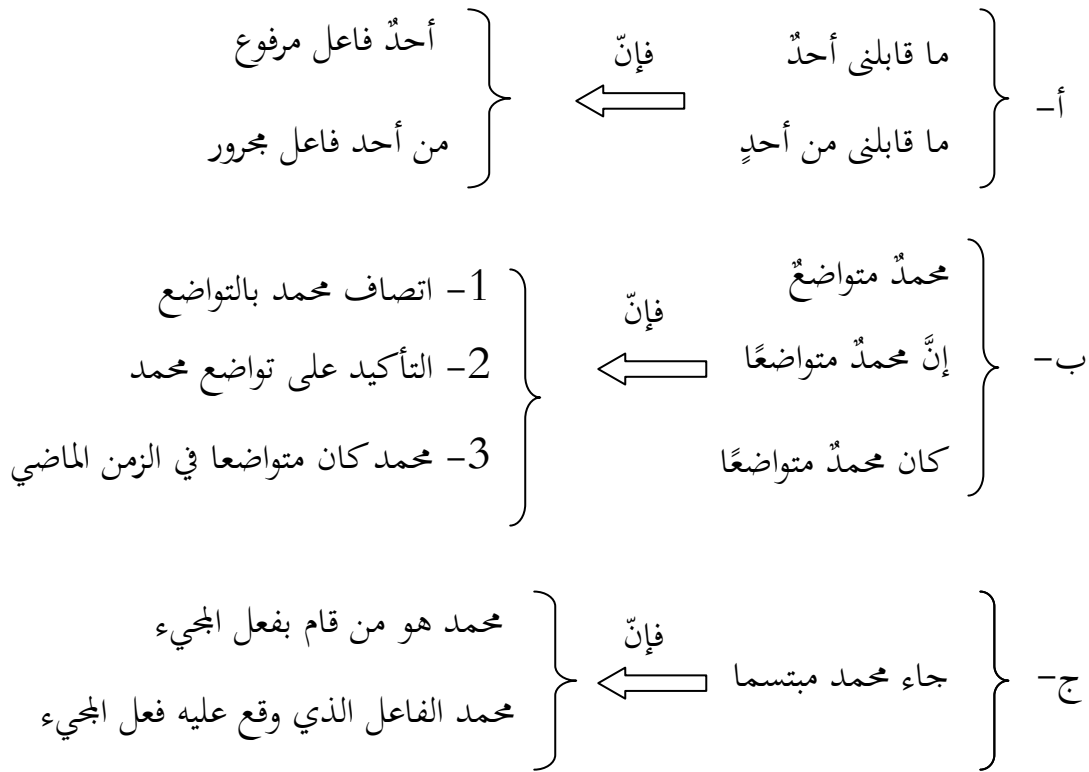 أ-
ما قابلنى أحدٌ
ما قابلنى من أحدٍ
فإنّ
أحدٌ فاعل مرفوع
من أحد فاعل مجرور
ب-
محمدٌ متواضعٌ
إنَّ محمدٌ متواضعًا
كان محمدٌ متواضعًا
فإنّ
1- اتصاف محمد بالتواضع
2- التأكيد على تواضع محمد
3- محمد كان متواضعا في الزمن الماضي
ج-
جاء محمد مبتسما
فإنّ
محمد هو من قام بفعل المجيء
محمد الفاعل الذي وقع عليه فعل المجيء